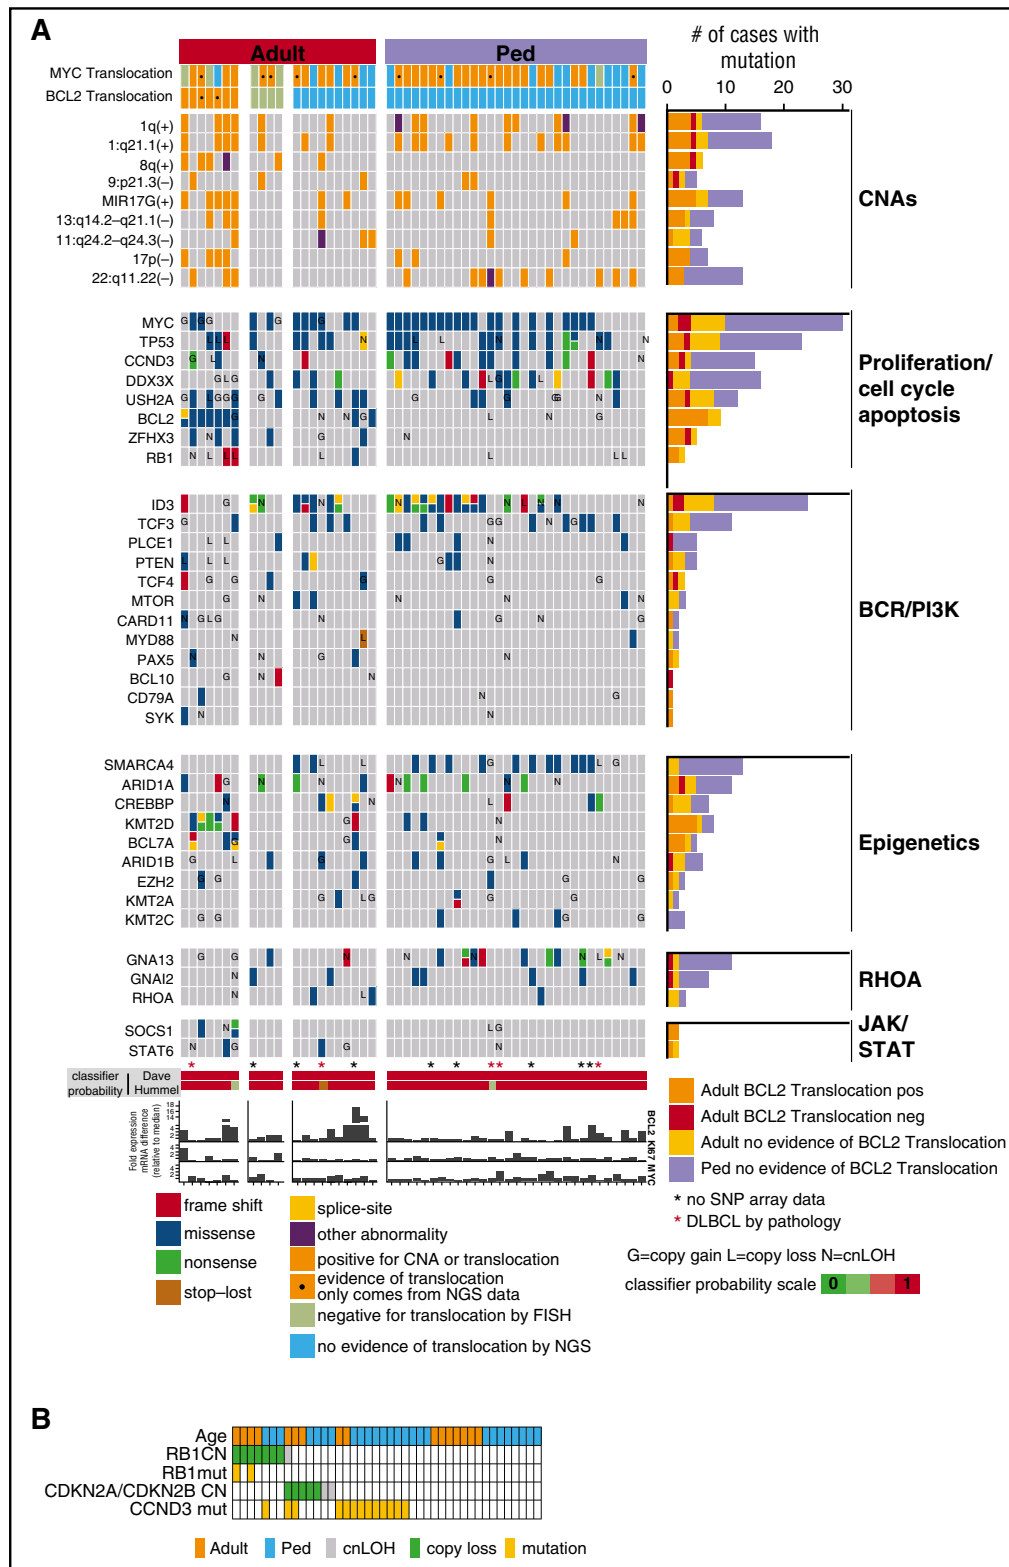 A
Adult
Ped
# of cases with
mutation
MYC Translocation
BCL2 Translocation
0 10 20 30
1q(+)
1:q21.1(+)
8q(+)
9:p21.3(–)
MIR17G(+)
13:q14.2–q21.1(–)
11:q24.2–q24.3(–)
17p(–)
22:q11.22(–)
CNAs
MYC
TP53
CCND3
DDX3X
USH2A
BCL2
ZFHX3
RB1
Proliferation/
cell cycle
apoptosis
ID3
TCF3
PLCE1
PTEN
TCF4
MTOR
CARD11
MYD88
PAX5
BCL10
CD79A
SYK
BCR/PI3K
SMARCA4
ARID1A
CREBBP
KMT2D
BCL7A
ARID1B
EZH2
KMT2A
KMT2C
Epigenetics
GNA13
GNAI2
RHOA
RHOA
SOCS1
STAT6
JAK/
STAT
classifier
probability
Dave
Hummel
Fold expression
mRNA difference
(relative to median)
18
14
4
2
4
2
4
2
BCL2 KI67 MYC
Adult BCL2 Translocation pos
Adult BCL2 Translocation neg
Adult no evidence of BCL2 Translocation
Ped no evidence of BCL2 Translocation
* no SNP array data
* DLBCL by pathology
G=copy gain L=copy loss N=cnLOH
classifier probability scale 0 1
frame shift
missense
nonsense
stop–lost
splice-site
other abnormality
positive for CNA or translocation
evidence of translocation
only comes from NGS data
negative for translocation by FISH
no evidence of translocation by NGS
B
Age
RB1CN
RB1mut
CDKN2A/CDKN2B CN
CCND3 mut
Adult Ped cnLOH copy loss mutation